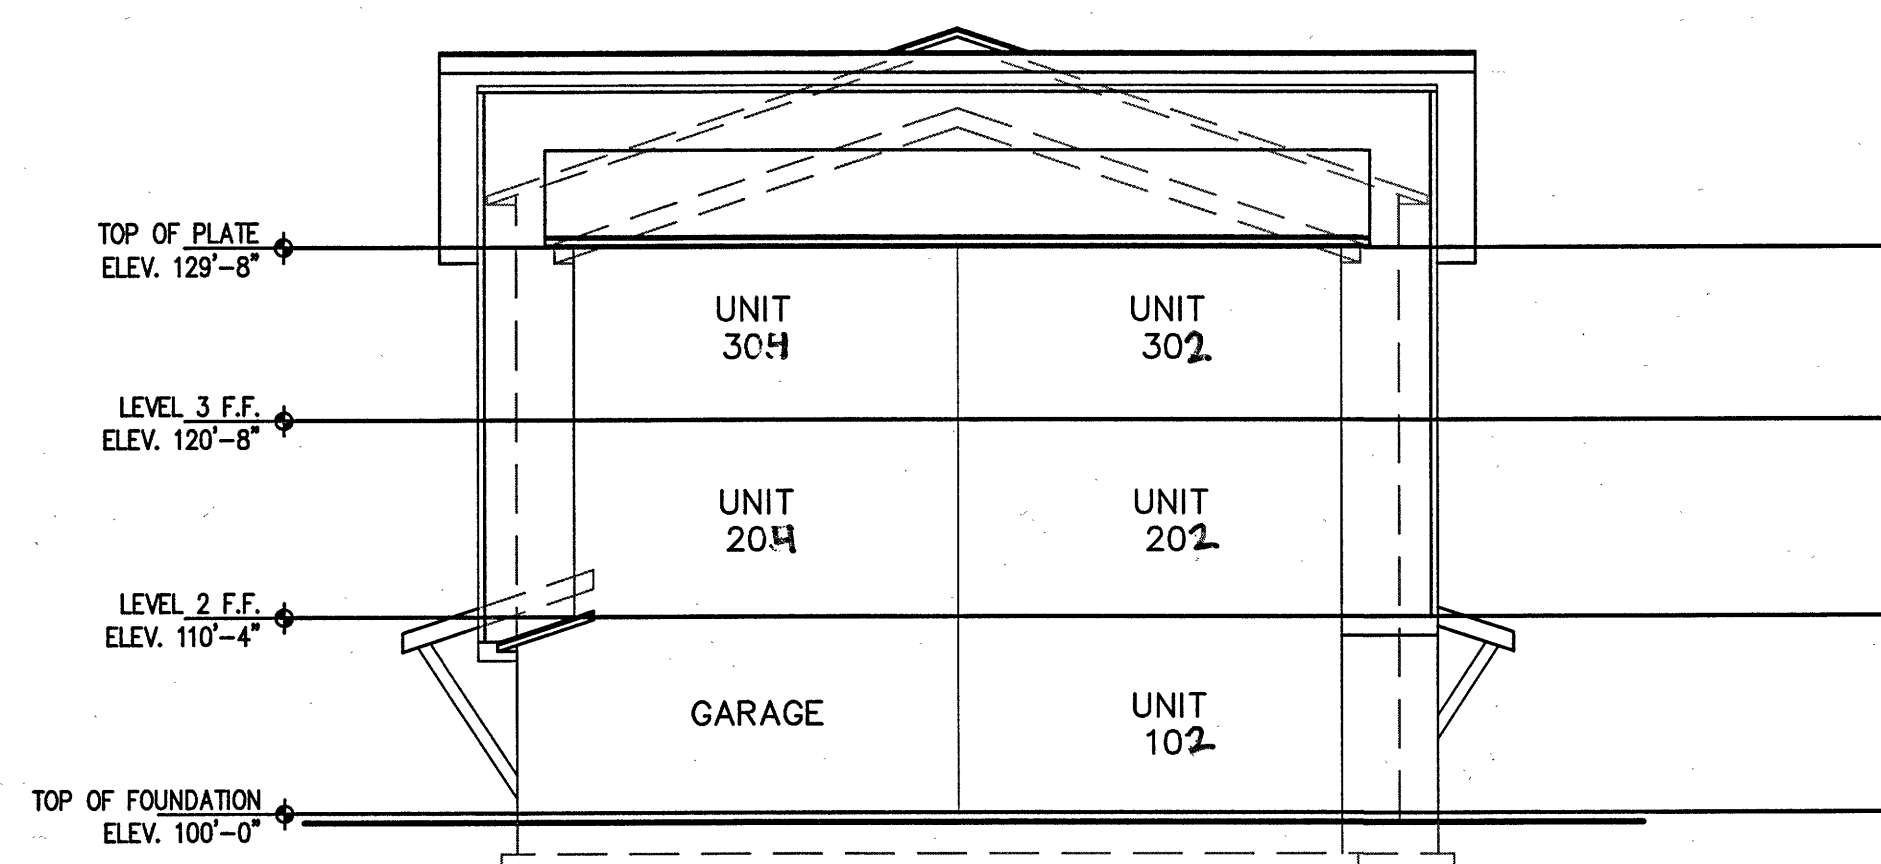 TOP OF PLATE
ELEV. 129'-8"
UNIT
304
UNIT
302
LEVEL 3 F.F.
ELEV. 120'-8"
UNIT
204
UNIT
202
LEVEL 2 F.F.
ELEV. 110'-4"
GARAGE
UNIT
102
TOP OF FOUNDATION
ELEV. 100'-0"